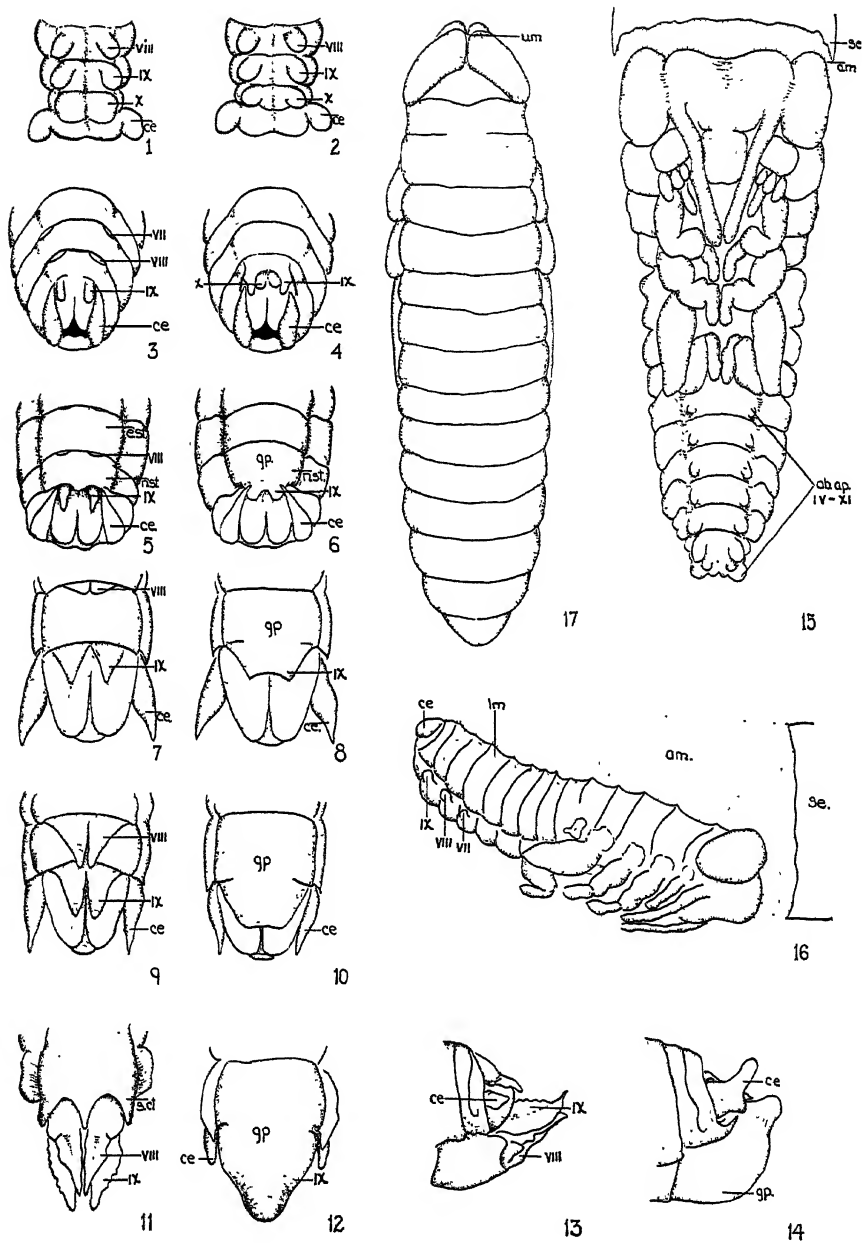 viii
IX
X
ce
1
VIII
IX
X
ce
2
um
17
se
am
ab.ap.
IV-XI
15
VII
VIII
IX
ce
3
X
IX
ce
4
est.
VIII
nst.
IX
ce
5
gp.
nst.
IX
ce
6
VIII
IX
ce.
7
gp
IX
ce.
8
ce
lm
am.
se.
IX
VIII
VII
16
VIII
IX
ce
9
gp
ce
10
VIII
IX
11
gp
ce
IX
12
ce
IX
VIII
13
ce
gp.
14